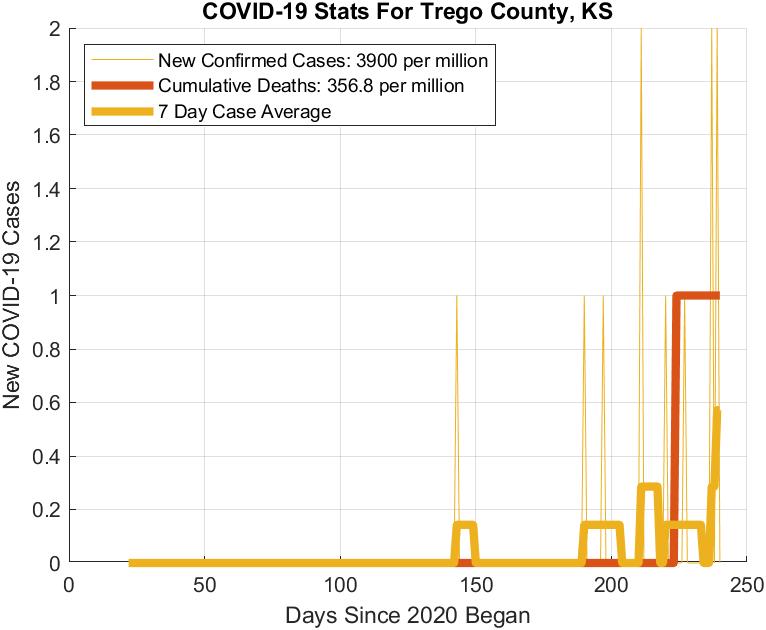 COVID-19 Stats For Trego County, KS
New Confirmed Cases: 3900 per million
Cumulative Deaths: 356.8 per million
7 Day Case Average
New COVID-19 Cases
2
1.8
1.6
1.4
1.2
1
0.8
0.6
0.4
0.2
0
0
50
100
150
200
250
Days Since 2020 Began